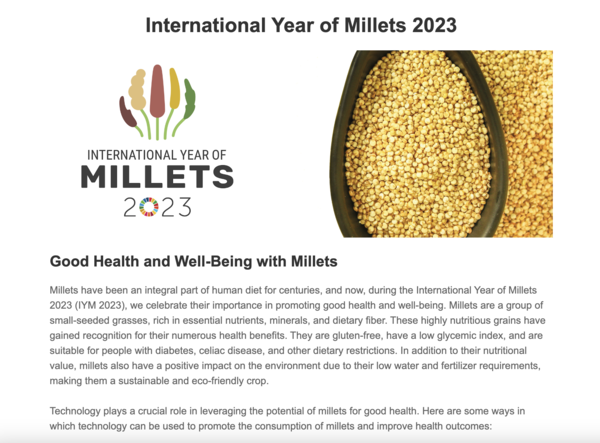 International Year of Millets 2023
INTERNATIONAL YEAR OF
MILLETS
2023
Good Health and Well-Being with Millets
Millets have been an integral part of human diet for centuries, and now, during the International Year of Millets
2023 (IYM 2023), we celebrate their importance in promoting good health and well-being. Millets are a group of
small-seeded grasses, rich in essential nutrients, minerals, and dietary fiber. These highly nutritious grains have
gained recognition for their numerous health benefits. They are gluten-free, have a low glycemic index, and are
suitable for people with diabetes, celiac disease, and other dietary restrictions. In addition to their nutritional
value, millets also have a positive impact on the environment due to their low water and fertilizer requirements,
making them a sustainable and eco-friendly crop.
Technology plays a crucial role in leveraging the potential of millets for good health. Here are some ways in
which technology can be used to promote the consumption of millets and improve health outcomes: